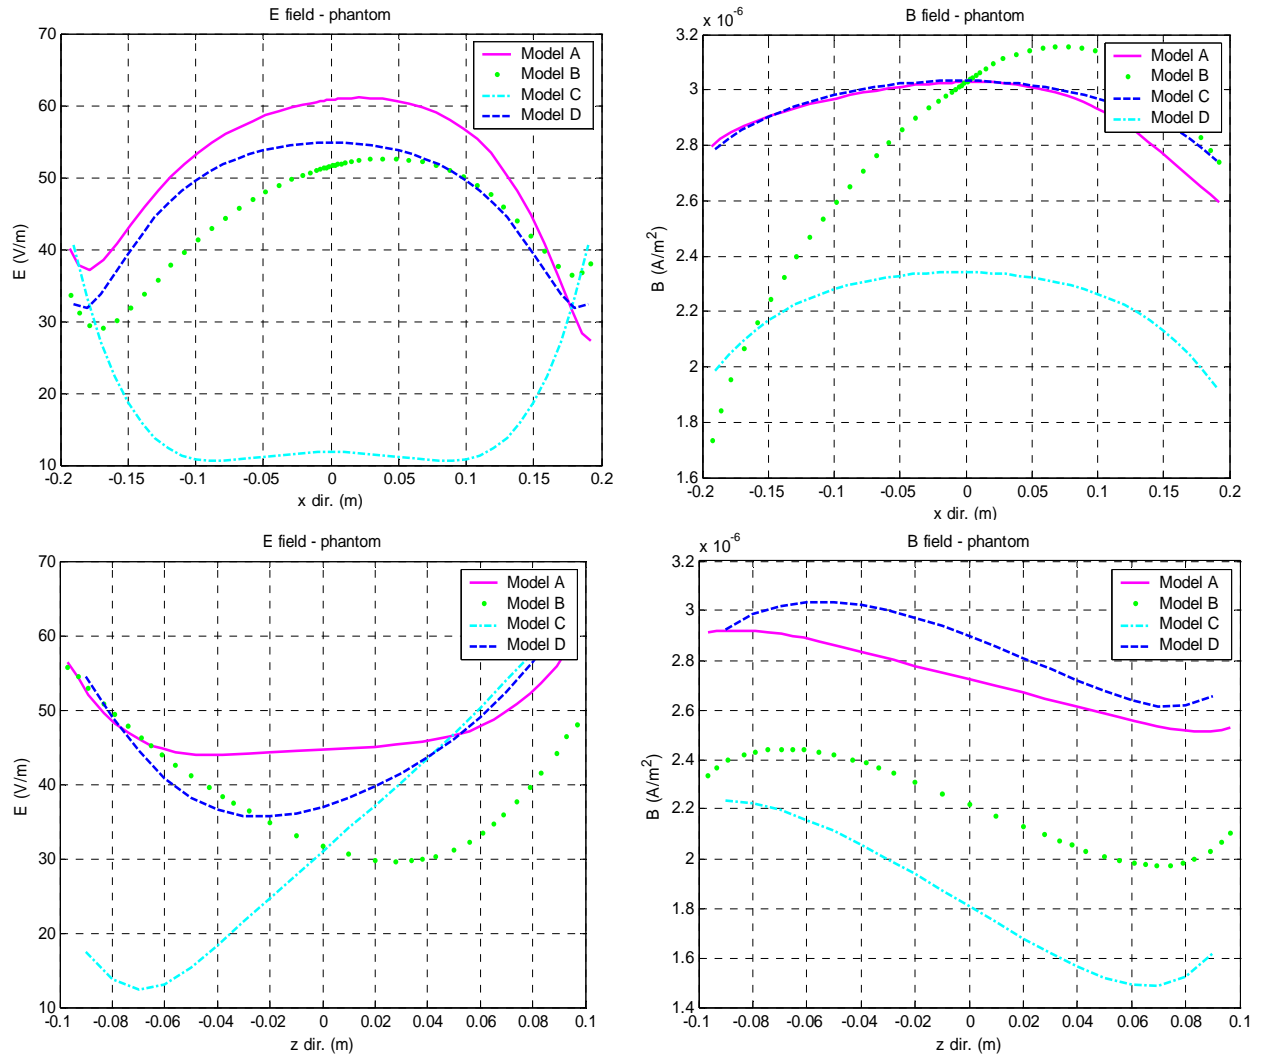 E field - phantom
70
60
50
40
30
20
10
E (V/m)
-0.2 -0.15 -0.1 -0.05 0 0.05 0.1 0.15 0.2
x dir. (m)
Model A
Model B
Model C
Model D
B field - phantom
x 10-6
3.2
3
2.8
2.6
2.4
2.2
2
1.8
1.6
B (A/m2)
-0.2 -0.15 -0.1 -0.05 0 0.05 0.1 0.15 0.2
x dir. (m)
Model A
Model B
Model C
Model D
E field - phantom
70
60
50
40
30
20
10
E (V/m)
-0.1 -0.08 -0.06 -0.04 -0.02 0 0.02 0.04 0.06 0.08 0.1
z dir. (m)
Model A
Model B
Model C
Model D
B field - phantom
x 10-6
3.2
3
2.8
2.6
2.4
2.2
2
1.8
1.6
1.4
B (A/m2)
-0.1 -0.08 -0.06 -0.04 -0.02 0 0.02 0.04 0.06 0.08 0.1
z dir. (m)
Model A
Model B
Model C
Model D